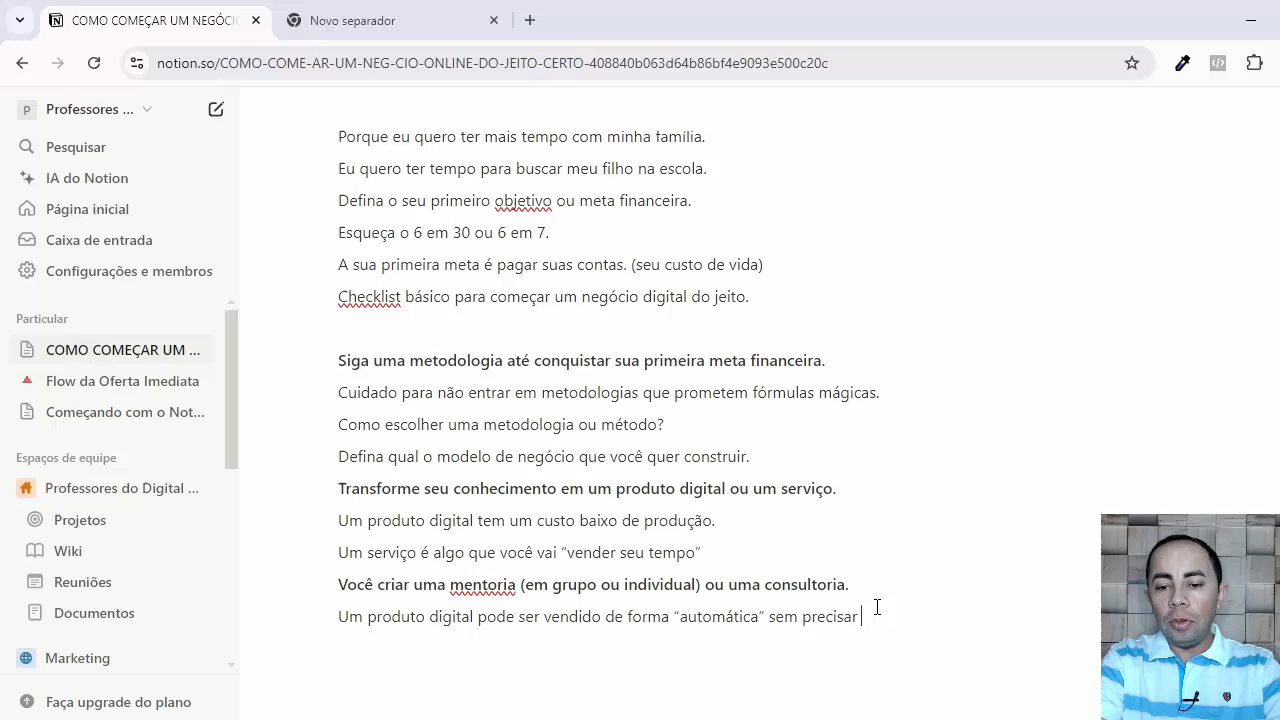 COMO COMEÇAR UM NEGÓCIO
Novo separador
notion.so/COMO-COME-AR-UM-NEG-CIO-ONLINE-DO-JEITO-CERTO-408840b063d64b86bf4e9093e500c20c
P Professores ...
Pesquisar
IA do Notion
Página inicial
Caixa de entrada
Configurações e membros
Particular
COMO COMEÇAR UM ...
Flow da Oferta Imediata
Começando com o Not...
Espaços de equipe
Professores do Digital ...
Projetos
Wiki
Reuniões
Documentos
Marketing
Faça upgrade do plano
Porque eu quero ter mais tempo com minha família.
Eu quero ter tempo para buscar meu filho na escola.
Defina o seu primeiro objetivo ou meta financeira.
Esqueça o 6 em 30 ou 6 em 7.
A sua primeira meta é pagar suas contas. (seu custo de vida)
Checklist básico para começar um negócio digital do jeito.
Siga uma metodologia até conquistar sua primeira meta financeira.
Cuidado para não entrar em metodologias que prometem fórmulas mágicas.
Como escolher uma metodologia ou método?
Defina qual o modelo de negócio que você quer construir.
Transforme seu conhecimento em um produto digital ou um serviço.
Um produto digital tem um custo baixo de produção.
Um serviço é algo que você vai “vender seu tempo”
Você criar uma mentoria (em grupo ou individual) ou uma consultoria.
Um produto digital pode ser vendido de forma “automática” sem precisar